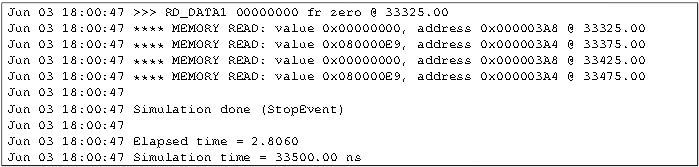 Jun 03 18:00:47 >>> RD_DATA1 00000000 fr zero @ 33325.00
Jun 03 18:00:47 **** MEMORY READ: value 0x00000000, address 0x000003A8 @ 33325.00
Jun 03 18:00:47 **** MEMORY READ: value 0x080000E9, address 0x000003A4 @ 33375.00
Jun 03 18:00:47 **** MEMORY READ: value 0x00000000, address 0x000003A8 @ 33425.00
Jun 03 18:00:47 **** MEMORY READ: value 0x080000E9, address 0x000003A4 @ 33475.00
Jun 03 18:00:47
Jun 03 18:00:47 Simulation done (StopEvent)
Jun 03 18:00:47
Jun 03 18:00:47 Elapsed time = 2.8060
Jun 03 18:00:47 Simulation time = 33500.00 ns